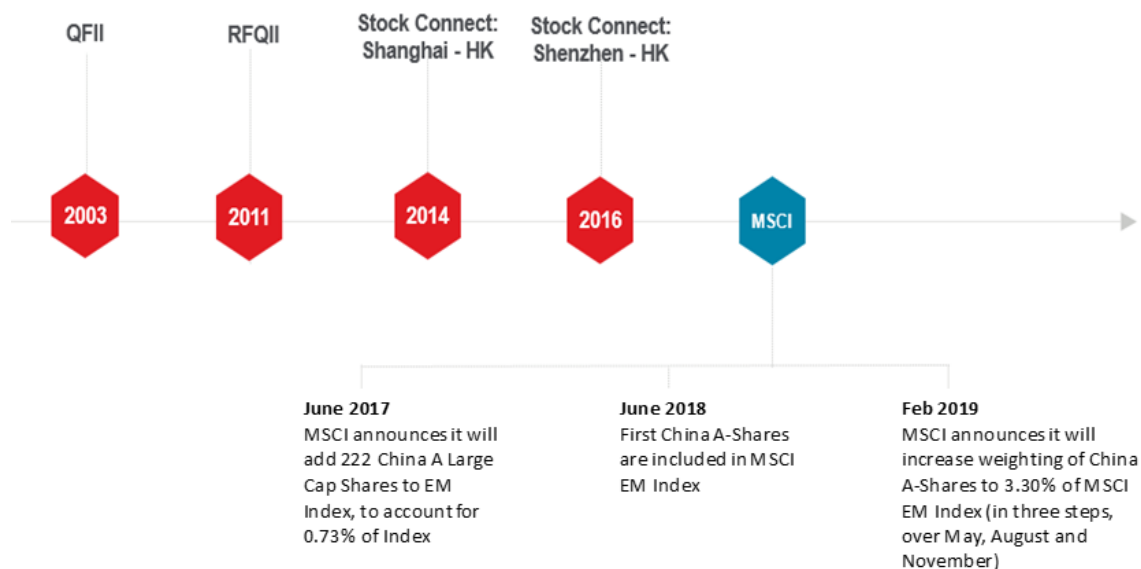 QFII
RFQII
Stock Connect:
Shanghai - HK
Stock Connect:
Shenzhen - HK
2003
2011
2014
2016
MSCI
June 2017
MSCI announces it will
add 222 China A Large
Cap Shares to EM
Index, to account for
0.73% of Index
June 2018
First China A-Shares
are included in MSCI
EM Index
Feb 2019
MSCI announces it will
increase weighting of China
A-Shares to 3.30% of MSCI
EM Index (in three steps,
over May, August and
November)